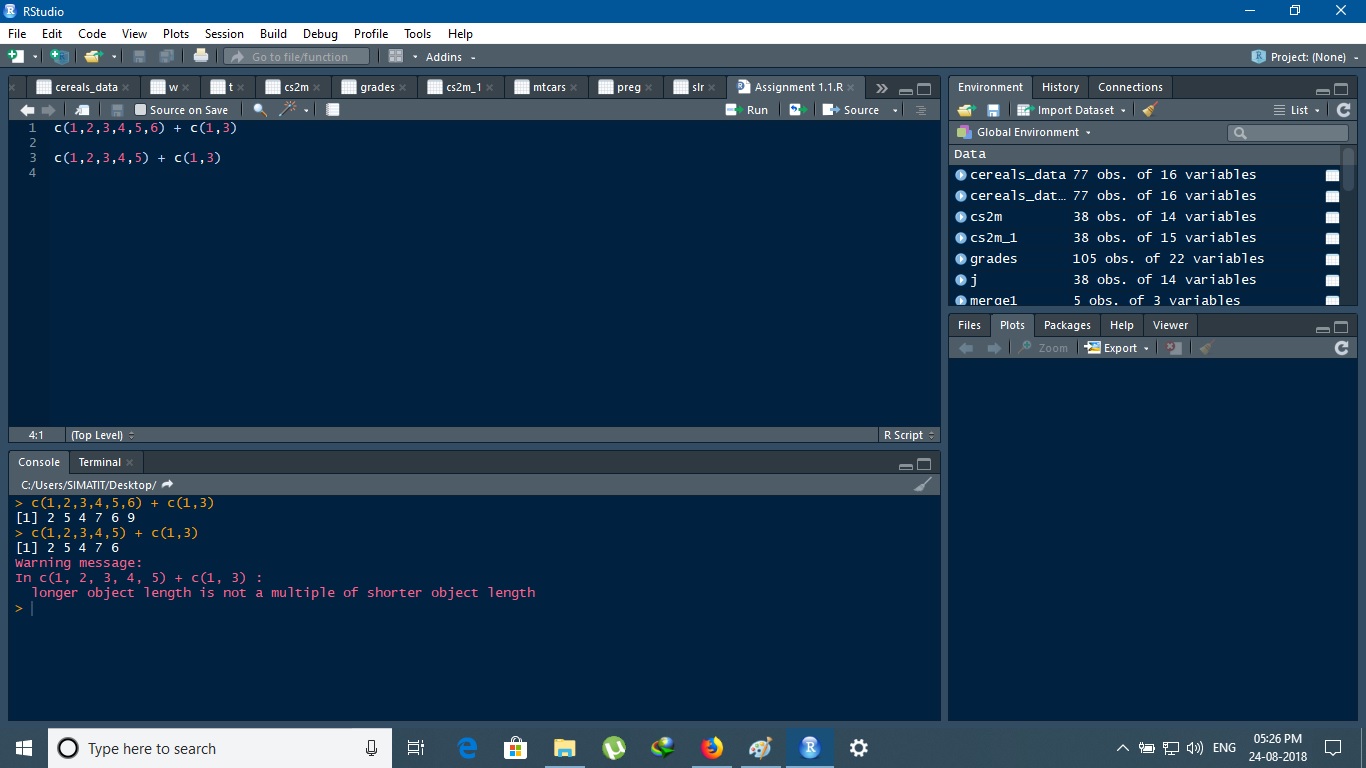 RStudio
File Edit Code View Plots Session Build Debug Profile Tools Help
Go to file/function Addins Project: (None)
cereals_data w t cs2m grades cs2m_1 mtcars preg slr Assignment 1.1.R
Source on Save Run Source
1 c(1,2,3,4,5,6) + c(1,3)
2
3 c(1,2,3,4,5) + c(1,3)
4
4:1 (Top Level) R Script
Console Terminal
C:/Users/SIMATIT/Desktop/
> c(1,2,3,4,5,6) + c(1,3)
[1] 2 5 4 7 6 9
> c(1,2,3,4,5) + c(1,3)
[1] 2 5 4 7 6
Warning message:
In c(1, 2, 3, 4, 5) + c(1, 3) :
longer object length is not a multiple of shorter object length
>
Environment History Connections
Import Dataset List
Global Environment
Data
cereals_data 77 obs. of 16 variables
cereals_dat… 77 obs. of 16 variables
cs2m 38 obs. of 14 variables
cs2m_1 38 obs. of 15 variables
grades 105 obs. of 22 variables
j 38 obs. of 14 variables
merge1 5 obs. of 3 variables
Files Plots Packages Help Viewer
Zoom Export
Type here to search
ENG
05:26 PM
24-08-2018